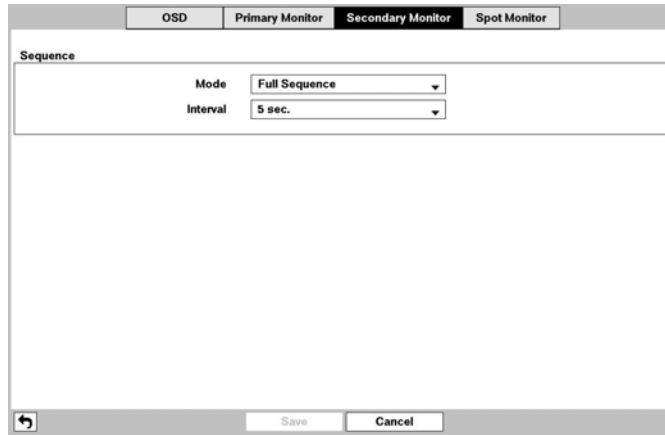 OSD Primary Monitor Secondary Monitor Spot Monitor
Sequence
Mode Full Sequence
Interval 5 sec.
Save Cancel